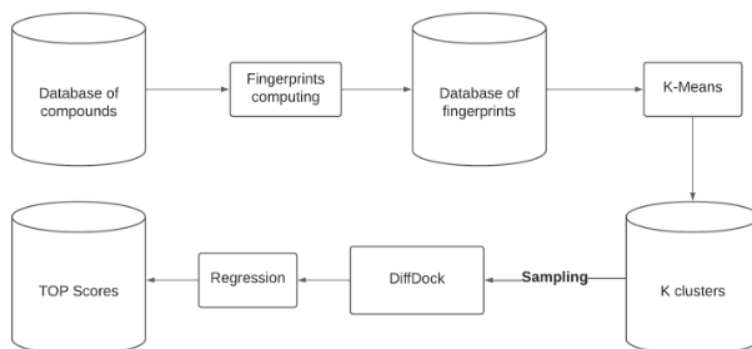 Database of
compounds
Fingerprints
computing
Database of
fingerprints
K-Means
TOP Scores
Regression
DiffDock
Sampling
K clusters